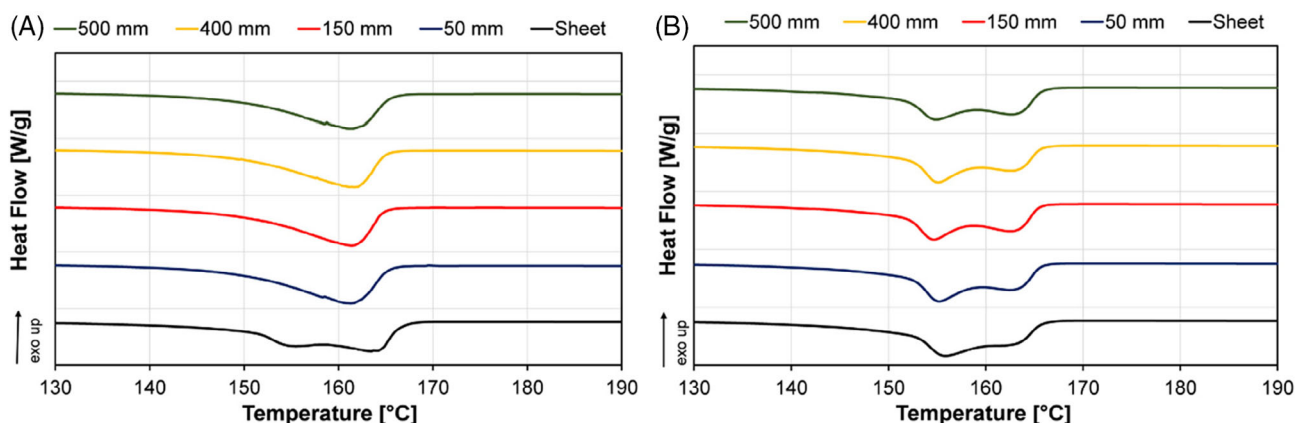 (A) 500 mm 400 mm 150 mm 50 mm Sheet
Heat Flow [W/g]
exo up
130 140 150 160 170 180 190
Temperature [°C]
(B) 500 mm 400 mm 150 mm 50 mm Sheet
Heat Flow [W/g]
exo up
130 140 150 160 170 180 190
Temperature [°C]